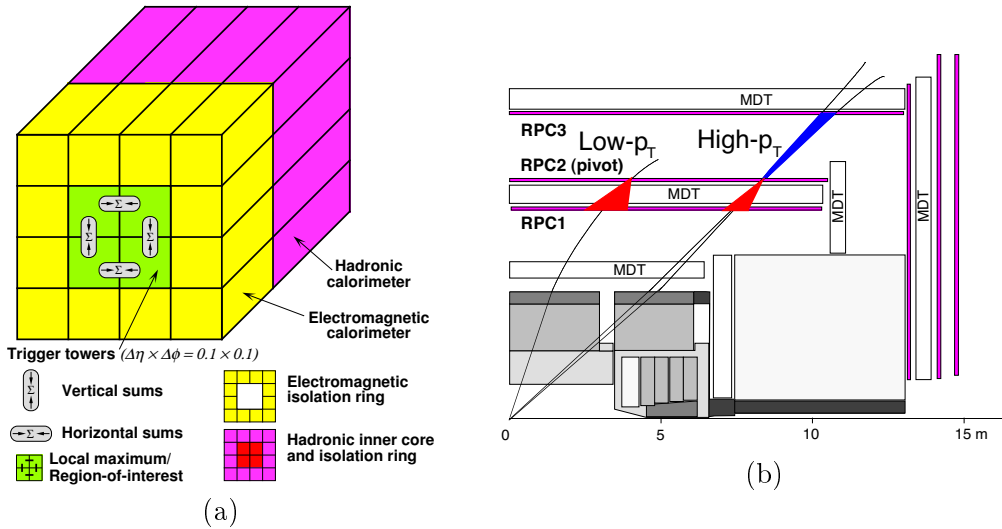 Hadronic
calorimeter
Electromagnetic
calorimeter
Trigger towers (Δη × Δϕ = 0.1 × 0.1)
Σ
Σ
Σ
Σ
Σ
Vertical sums
Σ
Horizontal sums
Local maximum/
Region-of-interest
Electromagnetic
isolation ring
Hadronic inner core
and isolation ring
(a)
MDT
RPC3
Low-pT
High-pT
RPC2 (pivot)
MDT
RPC1
MDT
MDT
MDT
0
5
10
15 m
(b)